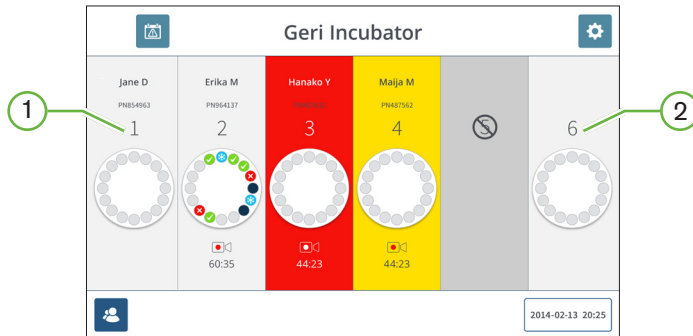 Geri Incubator
Jane D
PN854963
1
Erika M
PN964137
2
60:35
Hanako Y
3
44:23
Maija M
PN487562
4
44:23
5
6
2014-02-13 20:25
1
2